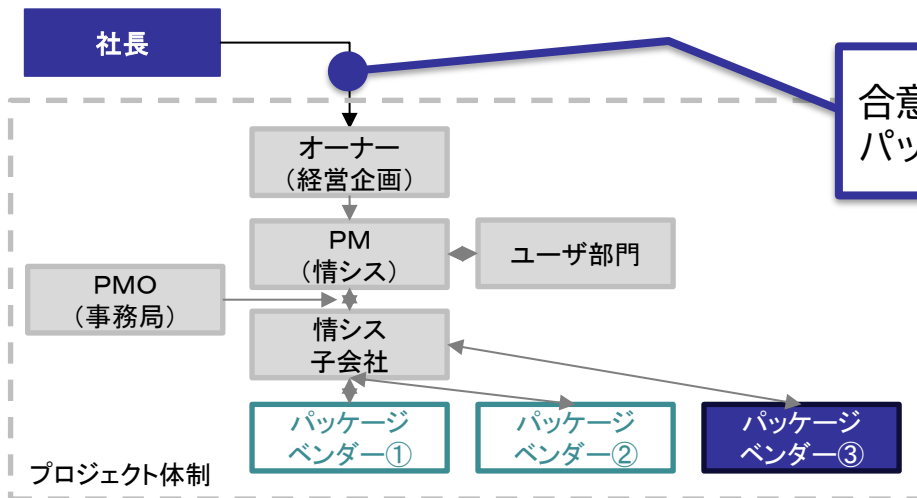 社長
合意
パッ
オーナー
（経営企画）
PM
（情シス）
ユーザ部門
PMO
（事務局）
情シス
子会社
パッケージ
ベンダー①
パッケージ
ベンダー②
パッケージ
ベンダー③
プロジェクト体制